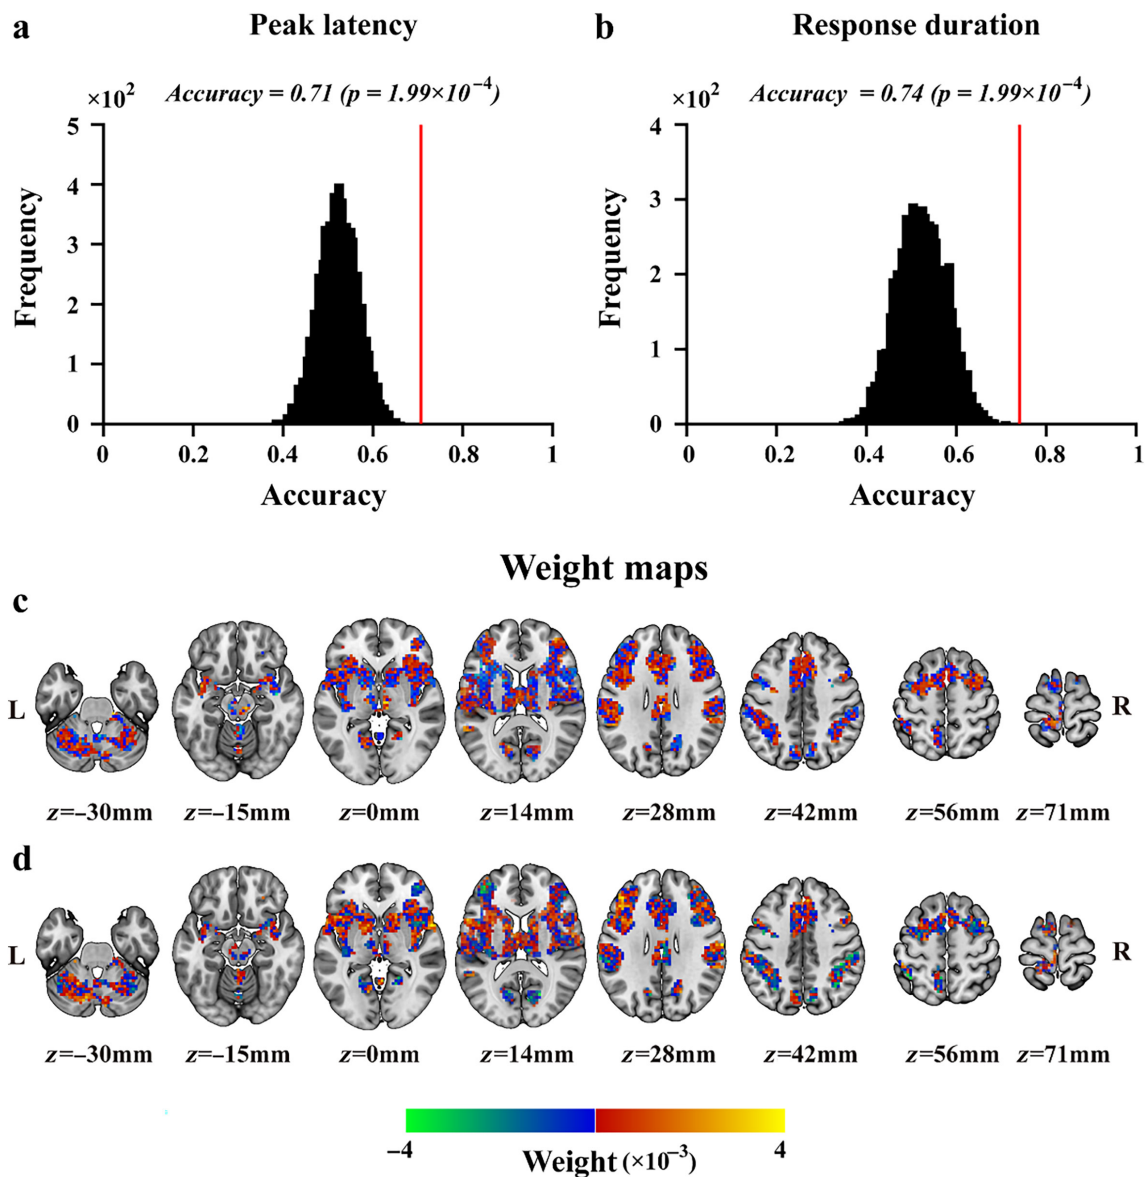 a Peak latency b Response duration
×10² Accuracy = 0.71 (p = 1.99×10⁻⁴) ×10² Accuracy = 0.74 (p = 1.99×10⁻⁴)
5 4
4 3
3 2
2 1
1 0
0
Frequency Frequency
0 0.2 0.4 0.6 0.8 1 0 0.2 0.4 0.6 0.8 1
Accuracy Accuracy
Weight maps
c
L R
z=–30mm z=–15mm z=0mm z=14mm z=28mm z=42mm z=56mm z=71mm
d
L R
z=–30mm z=–15mm z=0mm z=14mm z=28mm z=42mm z=56mm z=71mm
–4 4
Weight (×10⁻³)